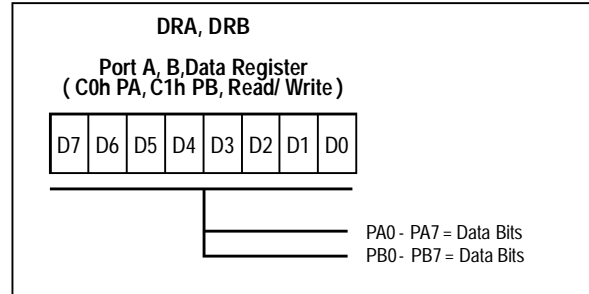 DRA, DRB
Port A, B,Data Register
( C0h PA, C1h PB, Read/ Write )
D7 D6 D5 D4 D3 D2 D1 D0
PA0 - PA7 = Data Bits
PB0 - PB7 = Data Bits